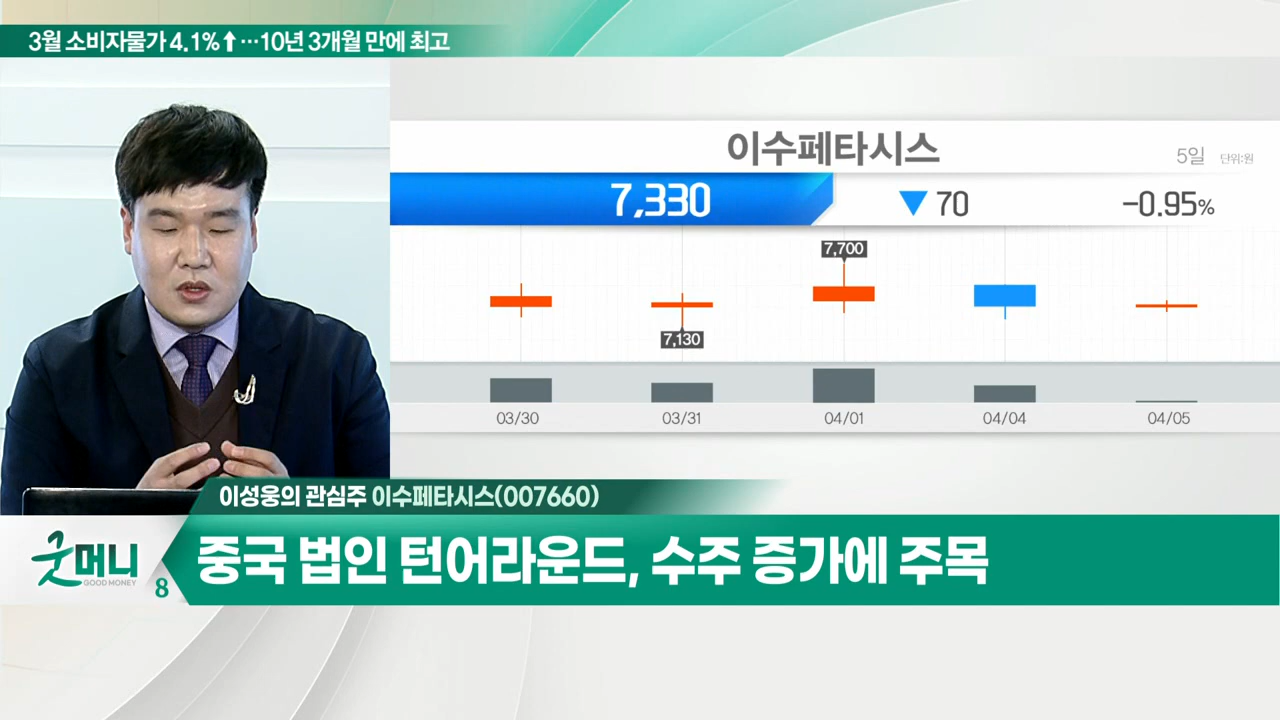 3월 소비자물가 4.1%⬆…10년 3개월 만에 최고
이수페타시스
5일 단위:원
7,330 ▼ 70 -0.95%
7,700
7,130
03/30 03/31 04/01 04/04 04/05
이성웅의 관심주 이수페타시스(007660)
굿머니
GOOD MONEY
8
중국 법인 턴어라운드, 수주 증가에 주목